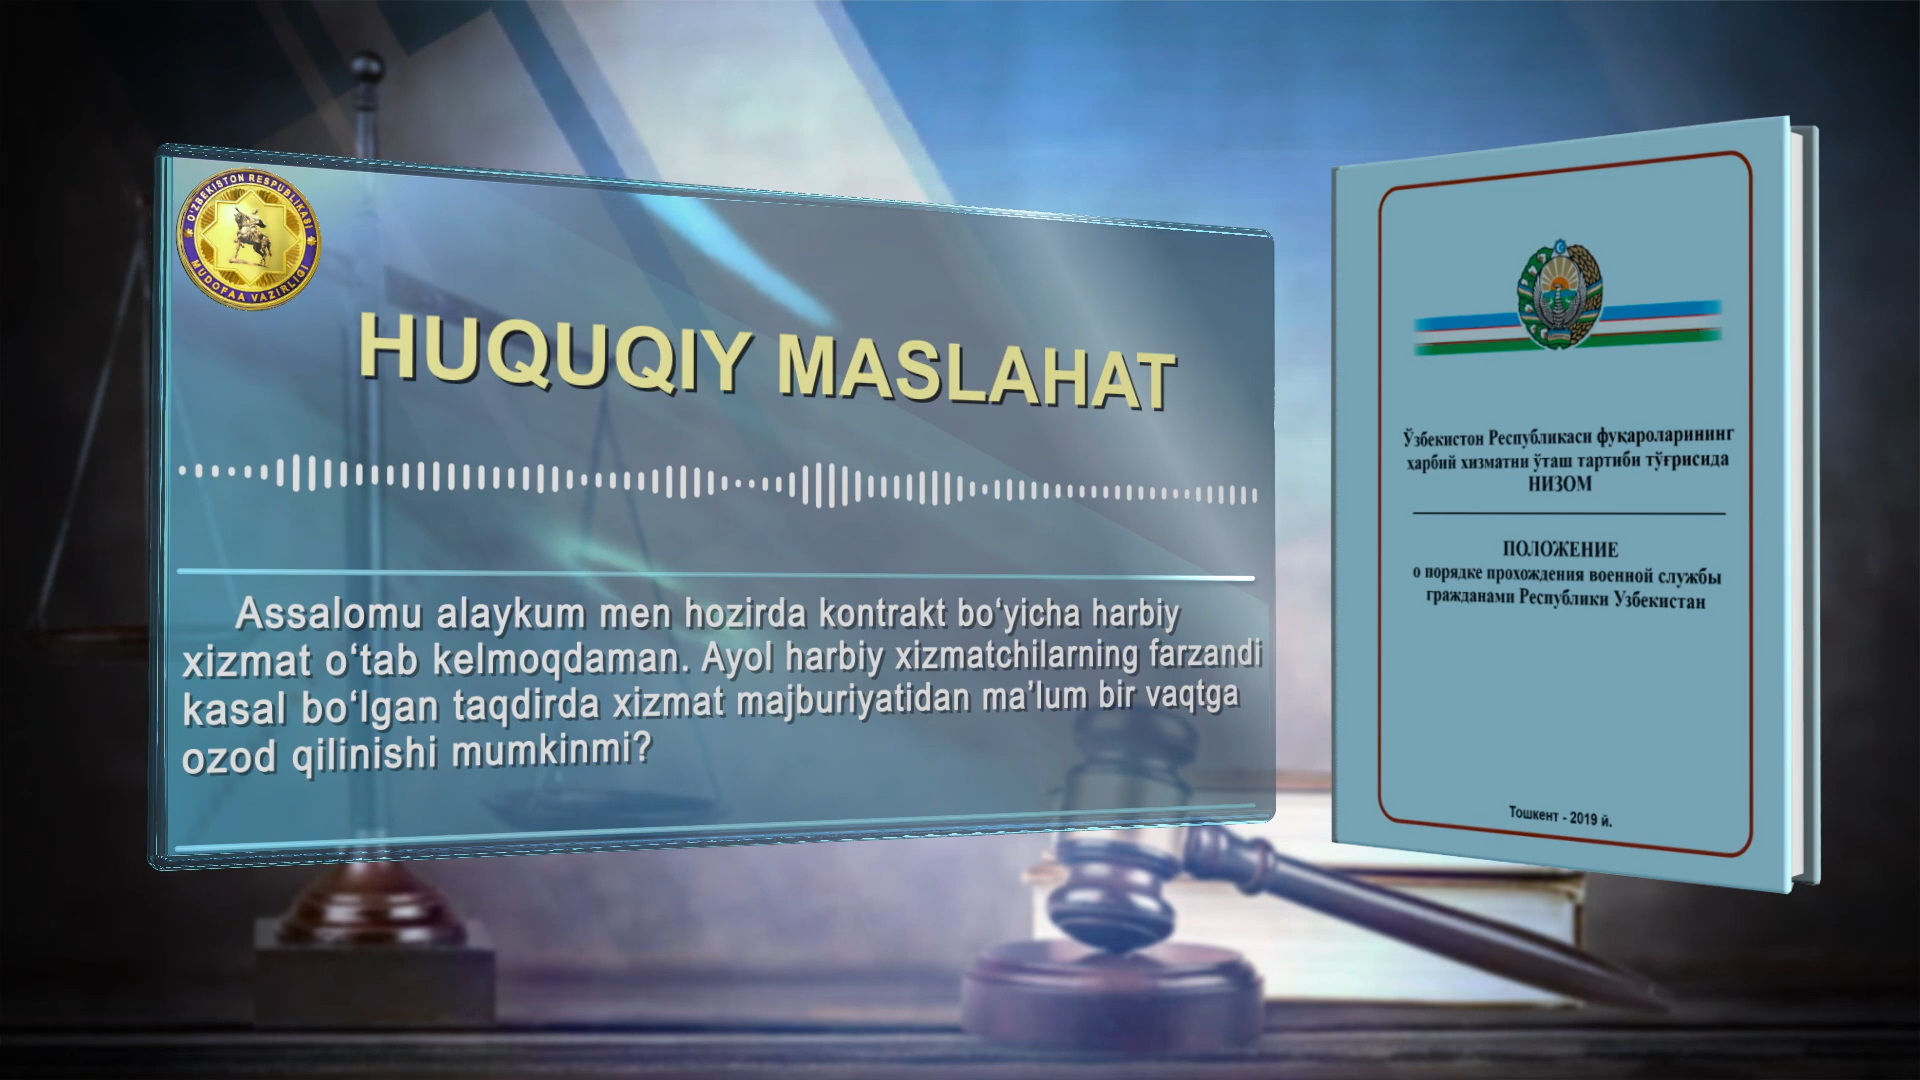 O‘ZBEKISTON RESPUBLIKASI
MUDOFAA VAZIRLIGI
HUQUQIY MASLAHAT
Assalomu alaykum men hozirda kontrakt bo‘yicha harbiy
xizmat o‘tab kelmoqdaman. Ayol harbiy xizmatchilarning farzandi
kasal bo‘lgan taqdirda xizmat majburiyatidan ma’lum bir vaqtga
ozod qilinishi mumkinmi?
Ўзбекистон Республикаси фуқароларининг
ҳарбий хизматни ўташ тартиби тўғрисида
НИЗОМ
ПОЛОЖЕНИЕ
о порядке прохождения военной службы
гражданами Республики Узбекистан
Тошкент - 2019 й.